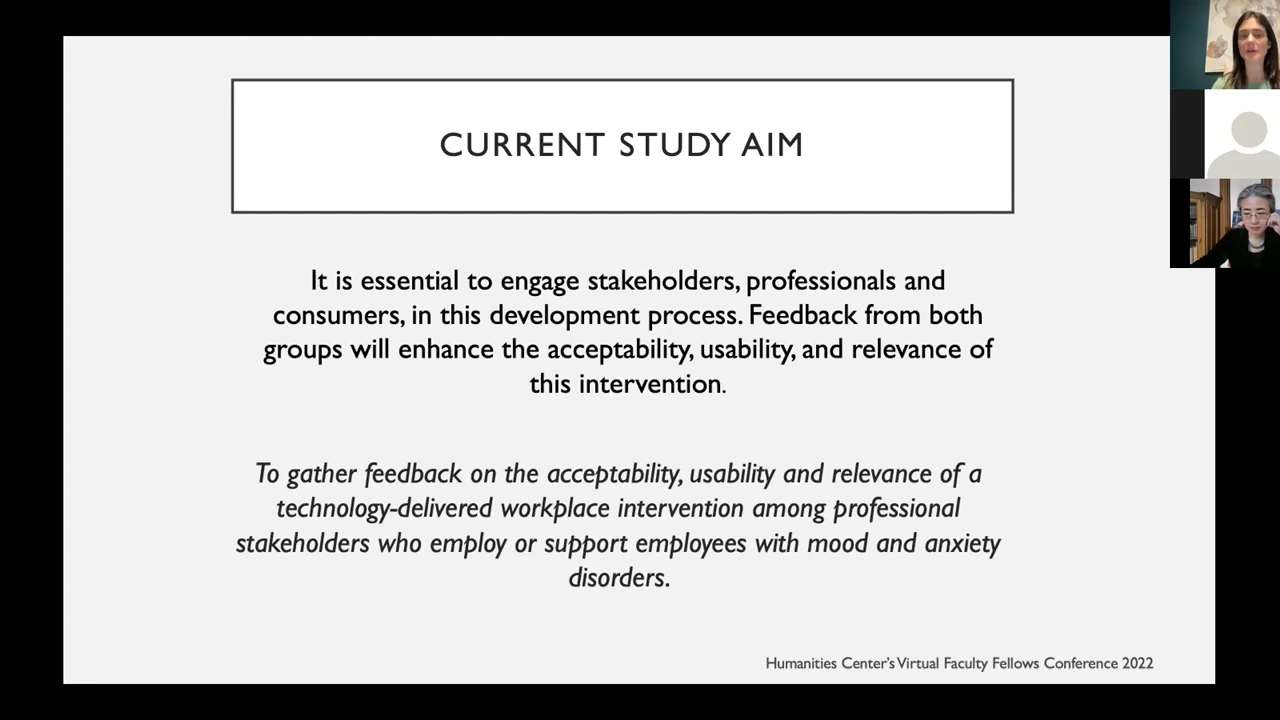 CURRENT STUDY AIM
It is essential to engage stakeholders, professionals and
consumers, in this development process. Feedback from both
groups will enhance the acceptability, usability, and relevance of
this intervention.
To gather feedback on the acceptability, usability and relevance of a
technology-delivered workplace intervention among professional
stakeholders who employ or support employees with mood and anxiety
disorders.
Humanities Center's Virtual Faculty Fellows Conference 2022